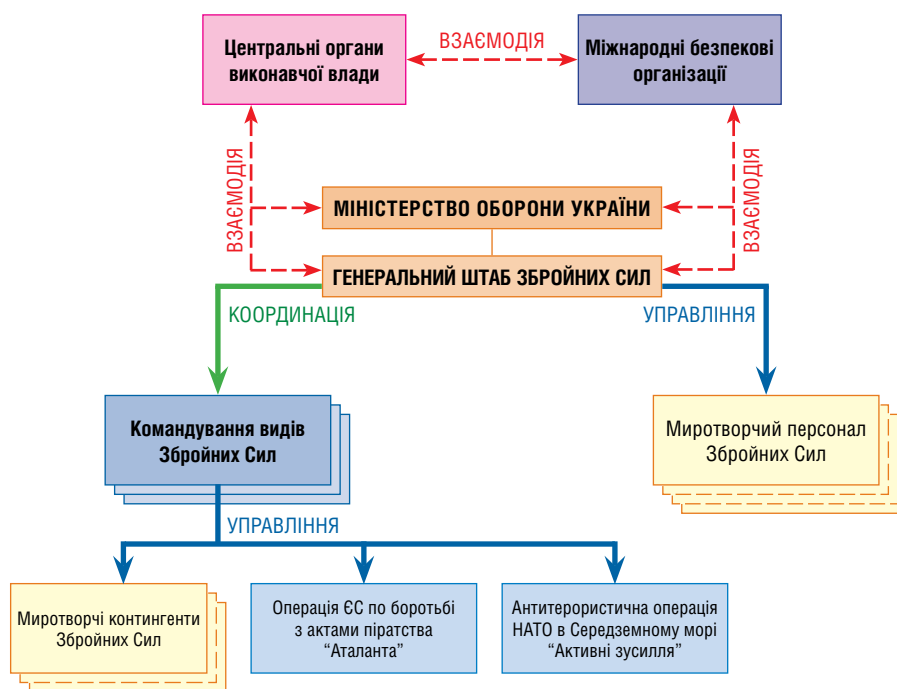 Центральні органи
виконавчої влади
ВЗАЄМОДІЯ
Міжнародні безпекові
організації
ВЗАЄМОДІЯ
ВЗАЄМОДІЯ
МІНІСТЕРСТВО ОБОРОНИ УКРАЇНИ
ГЕНЕРАЛЬНИЙ ШТАБ ЗБРОЙНИХ СИЛ
КООРДИНАЦІЯ
УПРАВЛІННЯ
Командування видів
Збройних Сил
Миротворчий персонал
Збройних Сил
УПРАВЛІННЯ
Миротворчі контингенти
Збройних Сил
Операція ЄС по боротьбі
з актами піратства
“Аталанта”
Антитерористична операція
НАТО в Середземному морі
“Активні зусилля”